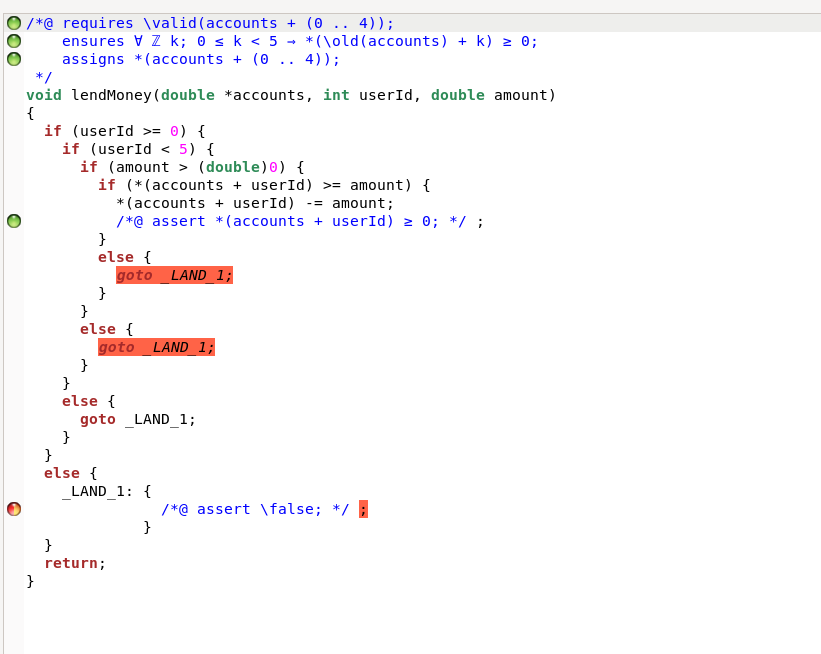 /*@ requires \valid(accounts + (0 .. 4));
    ensures ∀ ℤ k; 0 ≤ k < 5 ⇒ *(\old(accounts) + k) ≥ 0;
    assigns *(accounts + (0 .. 4));
 */
void lendMoney(double *accounts, int userId, double amount)
{
  if (userId >= 0) {
    if (userId < 5) {
      if (amount > (double)0) {
        if (*(accounts + userId) >= amount) {
          *(accounts + userId) -= amount;
          /*@ assert *(accounts + userId) ≥ 0; */ ;
        }
        else {
          goto _LAND_1;
        }
      }
      else {
        goto _LAND_1;
      }
    }
    else {
      goto _LAND_1;
    }
  }
  else {
    _LAND_1: {
               /*@ assert \false; */ ;
             }
  }
  return;
}